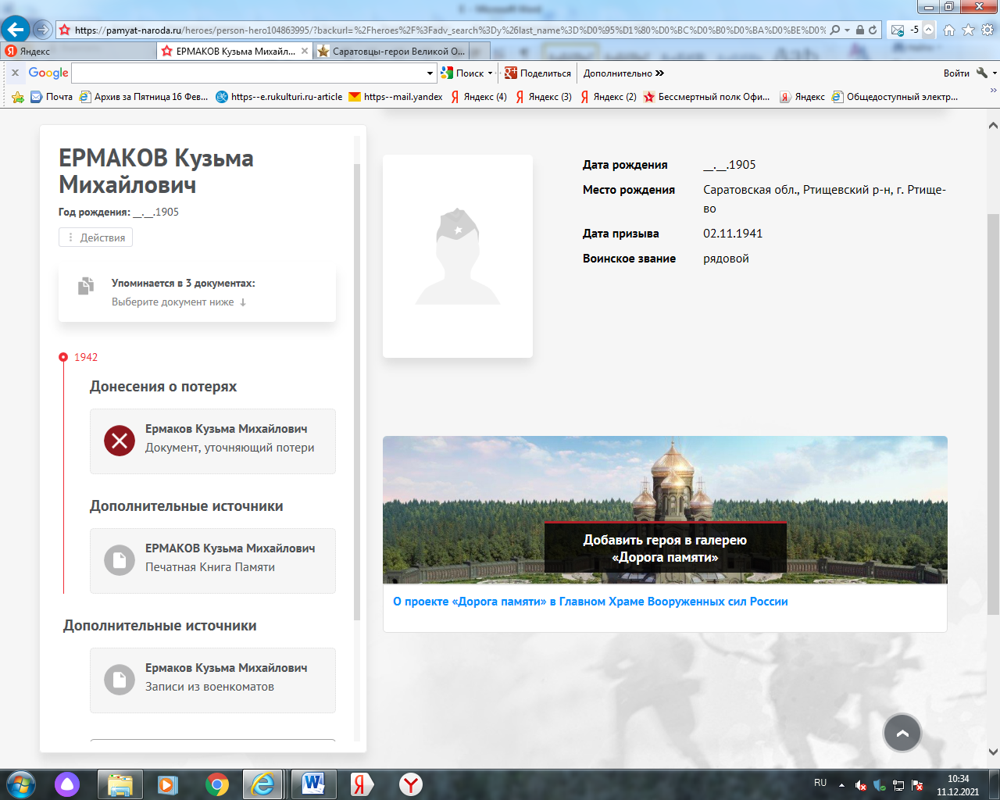 https://pamyat-naroda.ru/heroes/person-hero104863995/?backurl=%2Fheroes%2F%3Fadv_search%3Dy%26last_name%3D%D0%95%D1%80%D0%BC%D0%B0%D0%BA%D0%BE%D0%
-5
Яндекс
ЕРМАКОВ Кузьма Михайл...
Саратовцы-герои Великой О...
Google
Поиск
Поделиться
Дополнительно
Войти
Почта
Архив за Пятница 16 Фев...
https--e.rukulturi.ru-article
https--mail.yandex
Яндекс (4)
Яндекс (3)
Яндекс (2)
Бессмертный полк Офи...
Яндекс
Общедоступный электр...
ЕРМАКОВ Кузьма
Михайлович
Год рождения: __.__.1905
Действия
Упоминается в 3 документах:
Выберите документ ниже ↓
1942
Донесения о потерях
Ермаков Кузьма Михайлович
Документ, уточняющий потери
Дополнительные источники
ЕРМАКОВ Кузьма Михайлович
Печатная Книга Памяти
Дополнительные источники
Ермаков Кузьма Михайлович
Записи из военкоматов
Дата рождения __.__.1905
Место рождения Саратовская обл., Ртищевский р-н, г. Ртище-
во
Дата призыва 02.11.1941
Воинское звание рядовой
Добавить героя в галерею
«Дорога памяти»
О проекте «Дорога памяти» в Главном Храме Вооруженных сил России
RU
10:34
11.12.2021